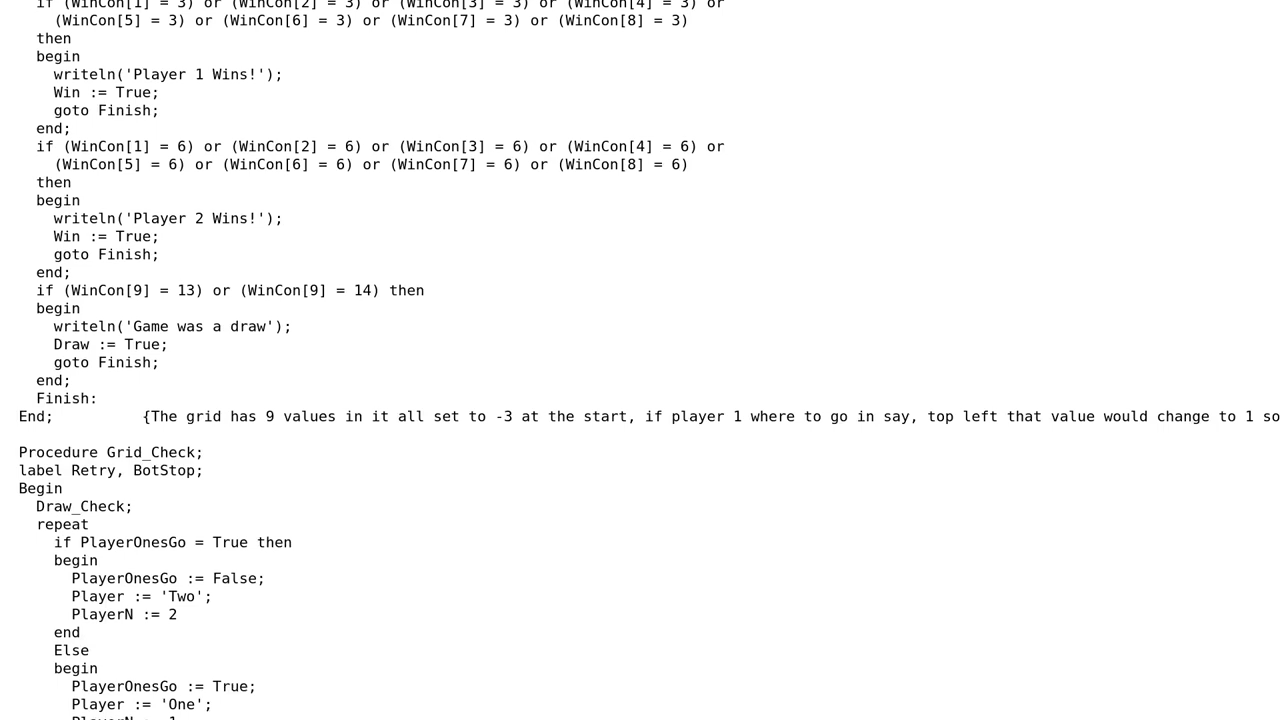 if (WinCon[1] = 3) or (WinCon[2] = 3) or (WinCon[3] = 3) or (WinCon[4] = 3) or
(WinCon[5] = 3) or (WinCon[6] = 3) or (WinCon[7] = 3) or (WinCon[8] = 3)
then
begin
writeln('Player 1 Wins!');
Win := True;
goto Finish;
end;
if (WinCon[1] = 6) or (WinCon[2] = 6) or (WinCon[3] = 6) or (WinCon[4] = 6) or
(WinCon[5] = 6) or (WinCon[6] = 6) or (WinCon[7] = 6) or (WinCon[8] = 6)
then
begin
writeln('Player 2 Wins!');
Win := True;
goto Finish;
end;
if (WinCon[9] = 13) or (WinCon[9] = 14) then
begin
writeln('Game was a draw');
Draw := True;
goto Finish;
end;
Finish:
End; {The grid has 9 values in it all set to -3 at the start, if player 1 where to go in say, top left that value would change to 1 so
Procedure Grid_Check;
label Retry, BotStop;
Begin
Draw_Check;
repeat
if PlayerOnesGo = True then
begin
PlayerOnesGo := False;
Player := 'Two';
PlayerN := 2
end
Else
begin
PlayerOnesGo := True;
Player := 'One';
PlayerN := 1